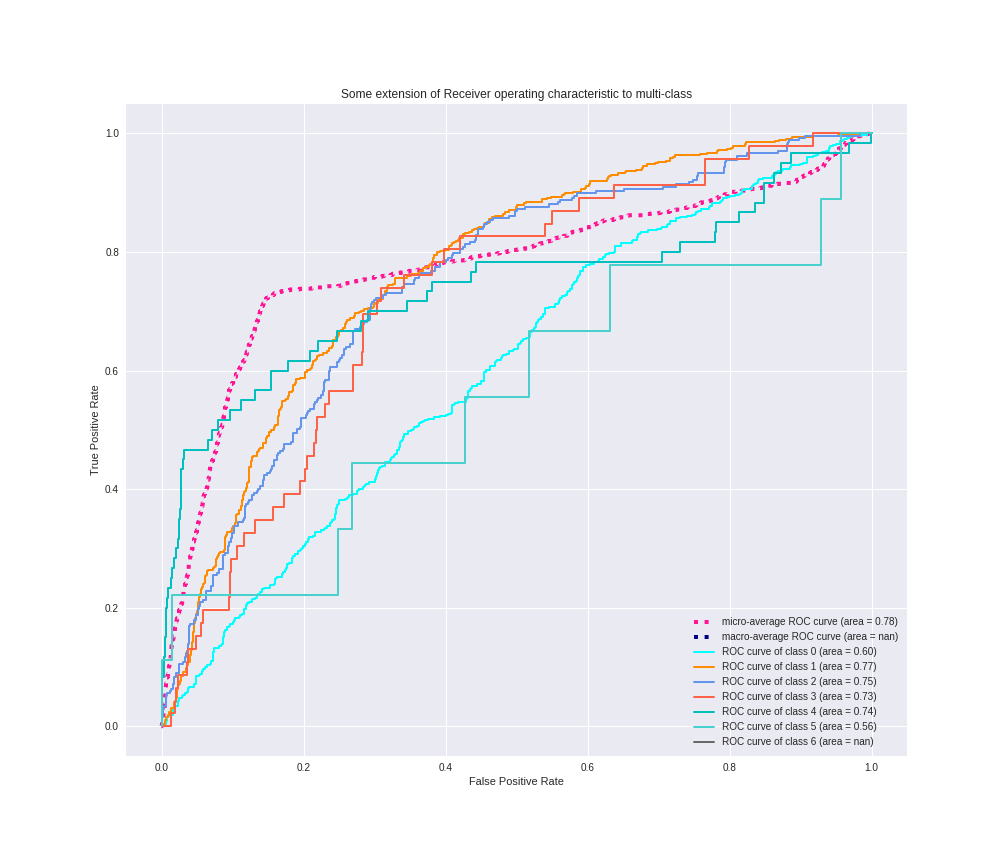 Some extension of Receiver operating characteristic to multi-class
1.0
0.8
0.6
0.4
0.2
0.0
True Positive Rate
micro-average ROC curve (area = 0.78)
macro-average ROC curve (area = nan)
ROC curve of class 0 (area = 0.60)
ROC curve of class 1 (area = 0.77)
ROC curve of class 2 (area = 0.75)
ROC curve of class 3 (area = 0.73)
ROC curve of class 4 (area = 0.74)
ROC curve of class 5 (area = 0.56)
ROC curve of class 6 (area = nan)
0.0 0.2 0.4 0.6 0.8 1.0
False Positive Rate